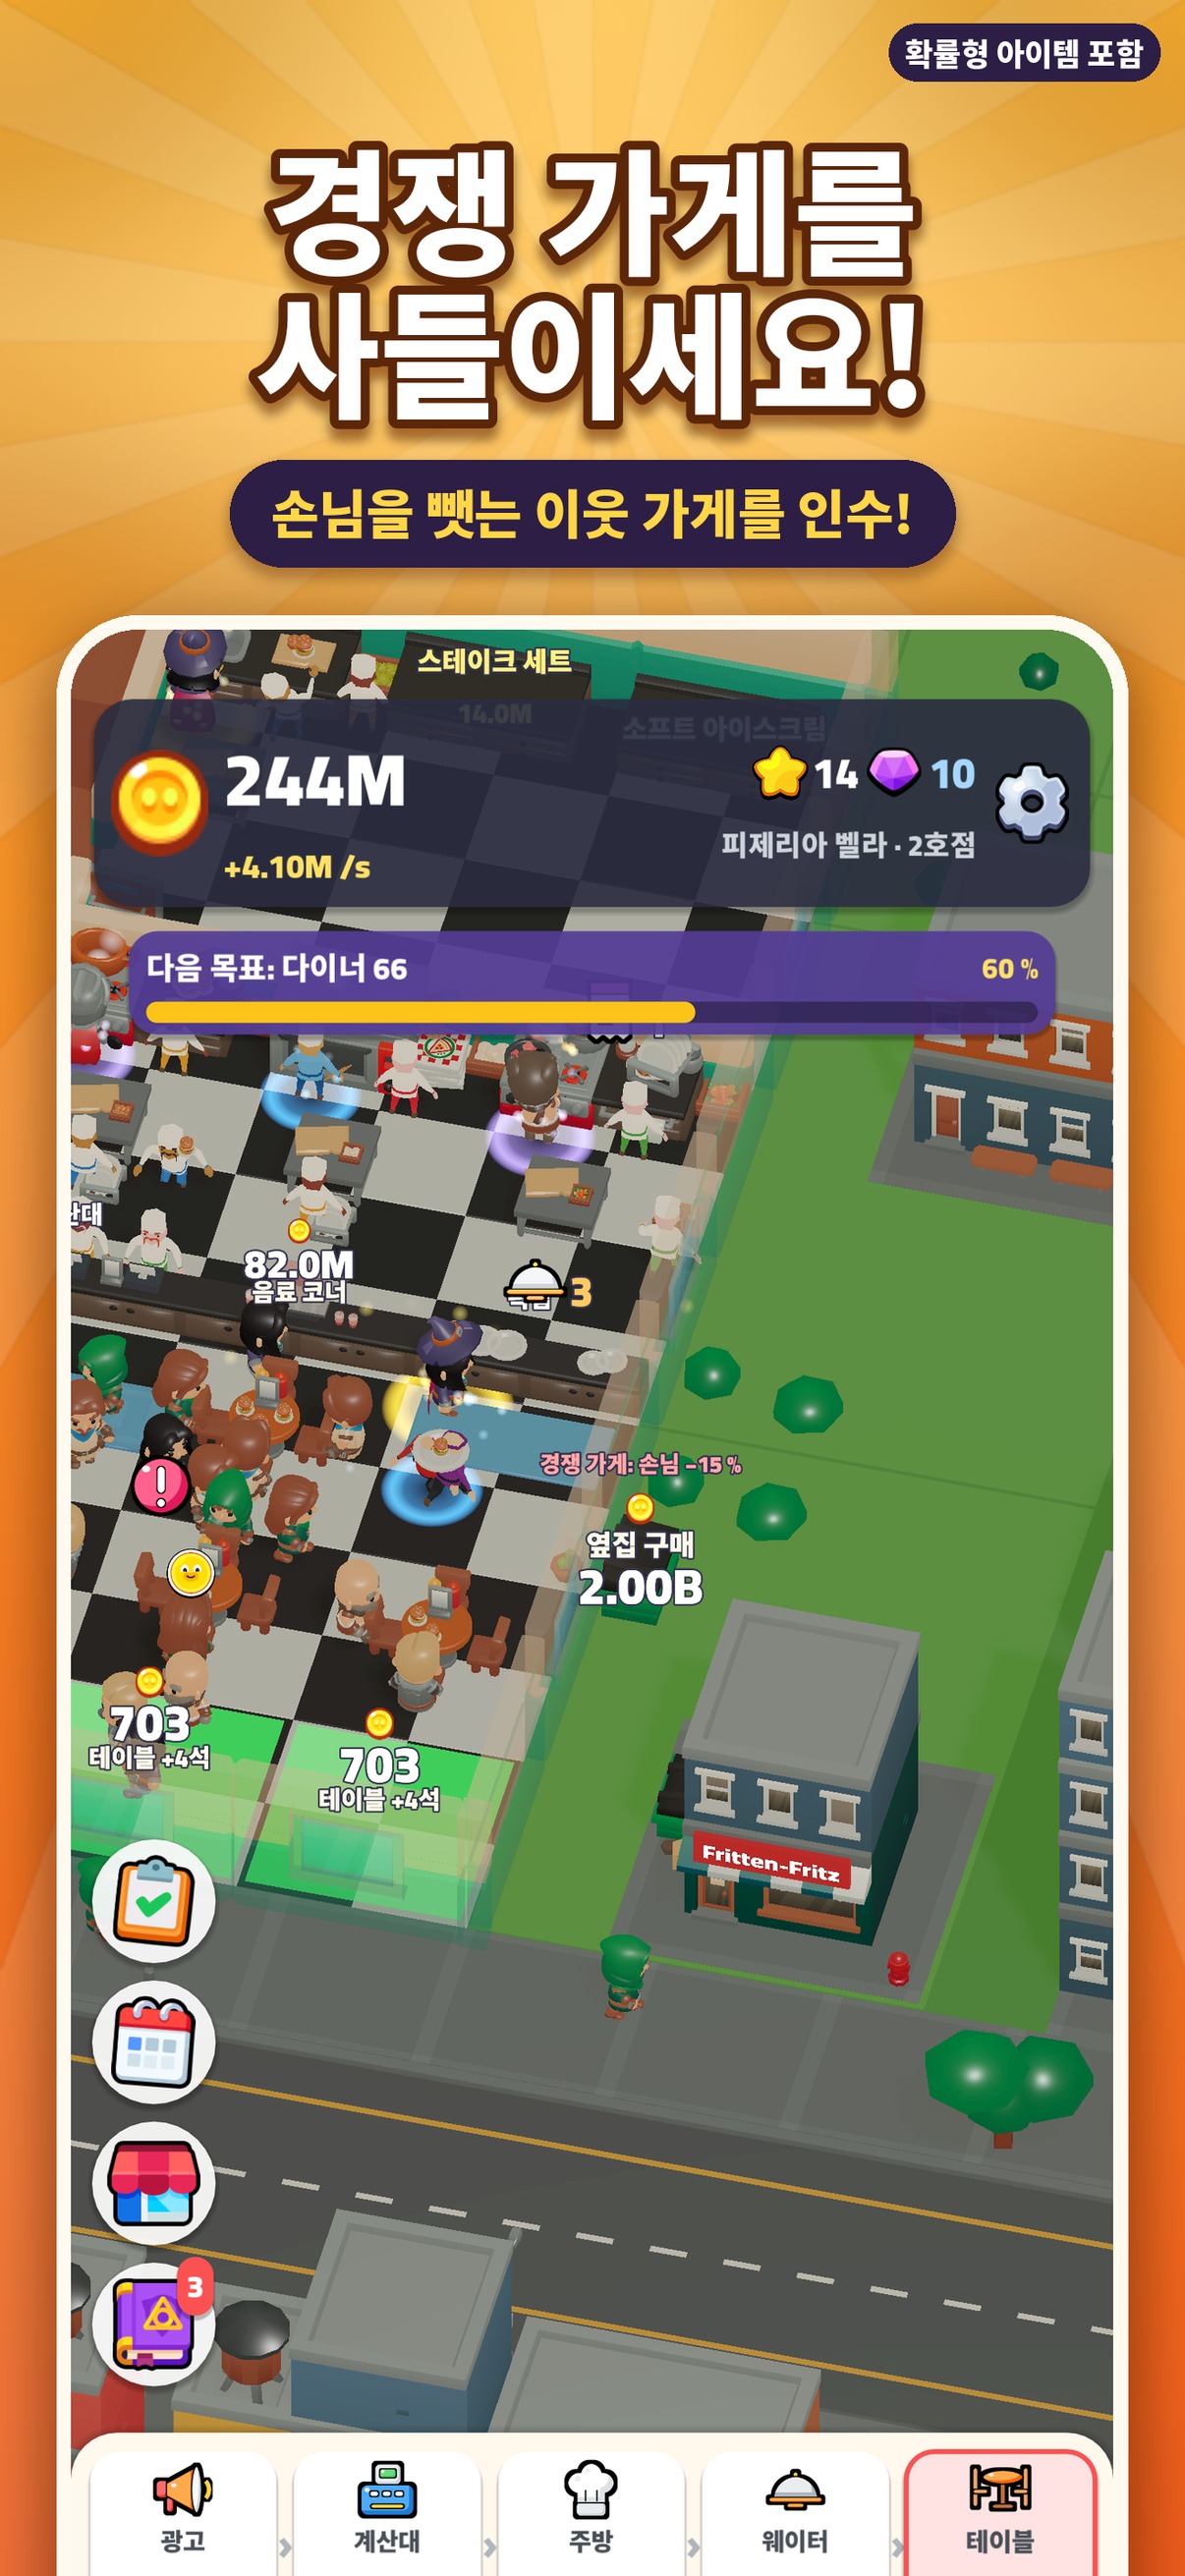 확률형 아이템 포함
경쟁 가게를
사들이세요!
손님을 뺏는 이웃 가게를 인수!
스테이크 세트
14.0M
소프트 아이스크림
244M
14
10
+4.10M /s
피제리아 벨라 · 2호점
다음 목표: 다이너 66
60 %
82.0M
음료 코너
3
경쟁 가게: 손님 -15 %
옆집 구매
2.00B
703
테이블 +4석
703
테이블 +4석
Fritten-Fritz
3
광고
계산대
주방
웨이터
테이블